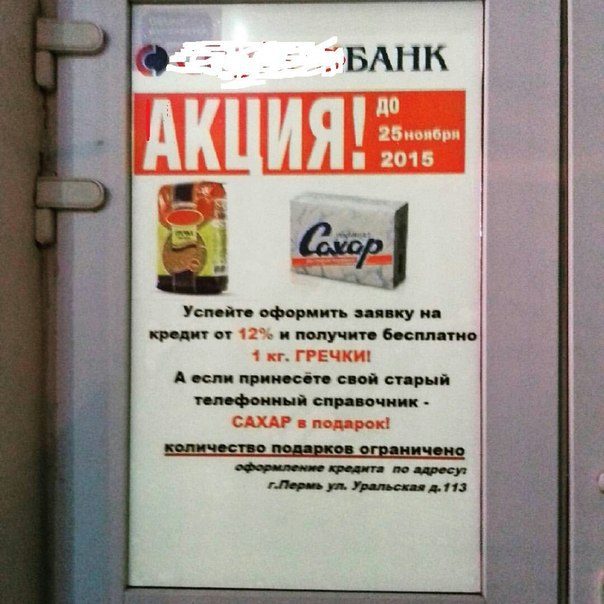 БАНК
АКЦИЯ!
ДО
25 ноября
2015
Сахар
Успейте оформить заявку на
кредит от 12% и получите бесплатно
1 кг. ГРЕЧКИ!
А если принесёте свой старый
телефонный справочник -
САХАР в подарок!
количество подарков ограничено
оформление кредита по адресу:
г.Пермь ул. Уральская д.113